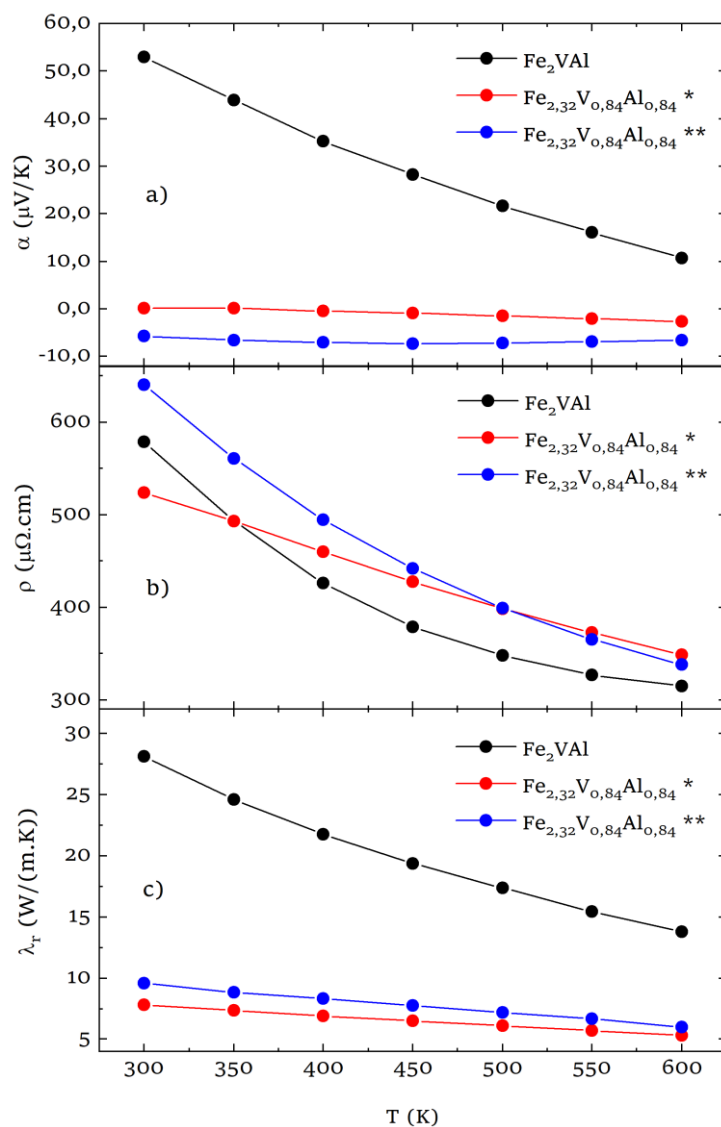 60,0
50,0
40,0
30,0
20,0
10,0
0,0
-10,0
α (μV/K)
a)
Fe₂VAl
Fe₂,₃₂V₀,₈₄Al₀,₈₄ *
Fe₂,₃₂V₀,₈₄Al₀,₈₄ **
600
500
400
300
ρ (μΩ.cm)
b)
Fe₂VAl
Fe₂,₃₂V₀,₈₄Al₀,₈₄ *
Fe₂,₃₂V₀,₈₄Al₀,₈₄ **
30
25
20
15
10
5
λᵣ (W/(m.K)
c)
Fe₂VAl
Fe₂,₃₂V₀,₈₄Al₀,₈₄ *
Fe₂,₃₂V₀,₈₄Al₀,₈₄ **
300 350 400 450 500 550 600
T (K)